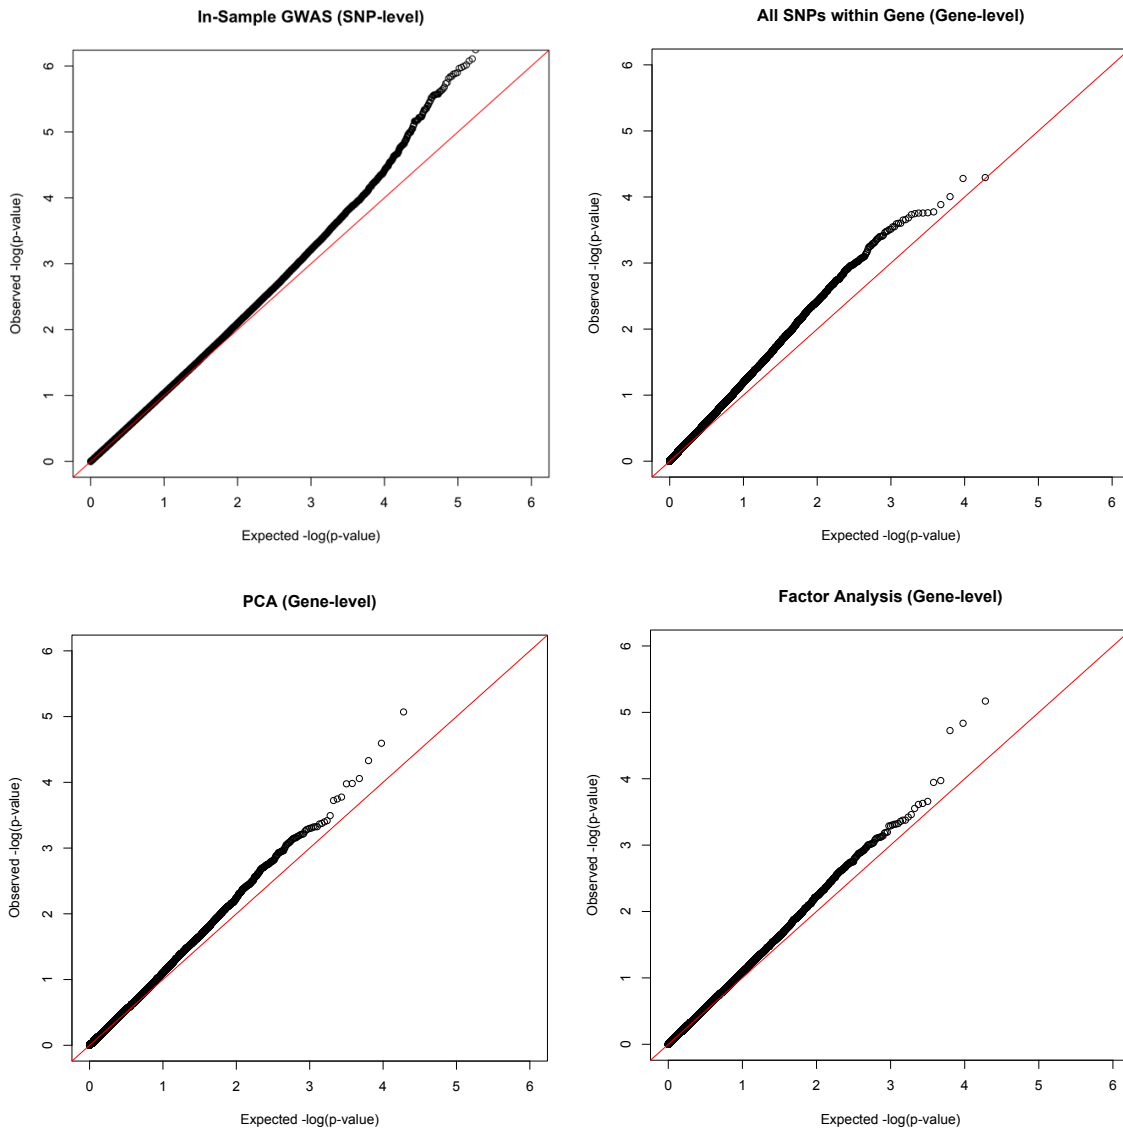 In-Sample GWAS (SNP-level)
Observed -log(p-value)
6
5
4
3
2
1
0
0 1 2 3 4 5 6
Expected -log(p-value)
All SNPs within Gene (Gene-level)
Observed -log(p-value)
6
5
4
3
2
1
0
0 1 2 3 4 5 6
Expected -log(p-value)
PCA (Gene-level)
Observed -log(p-value)
6
5
4
3
2
1
0
0 1 2 3 4 5 6
Expected -log(p-value)
Factor Analysis (Gene-level)
Observed -log(p-value)
6
5
4
3
2
1
0
0 1 2 3 4 5 6
Expected -log(p-value)